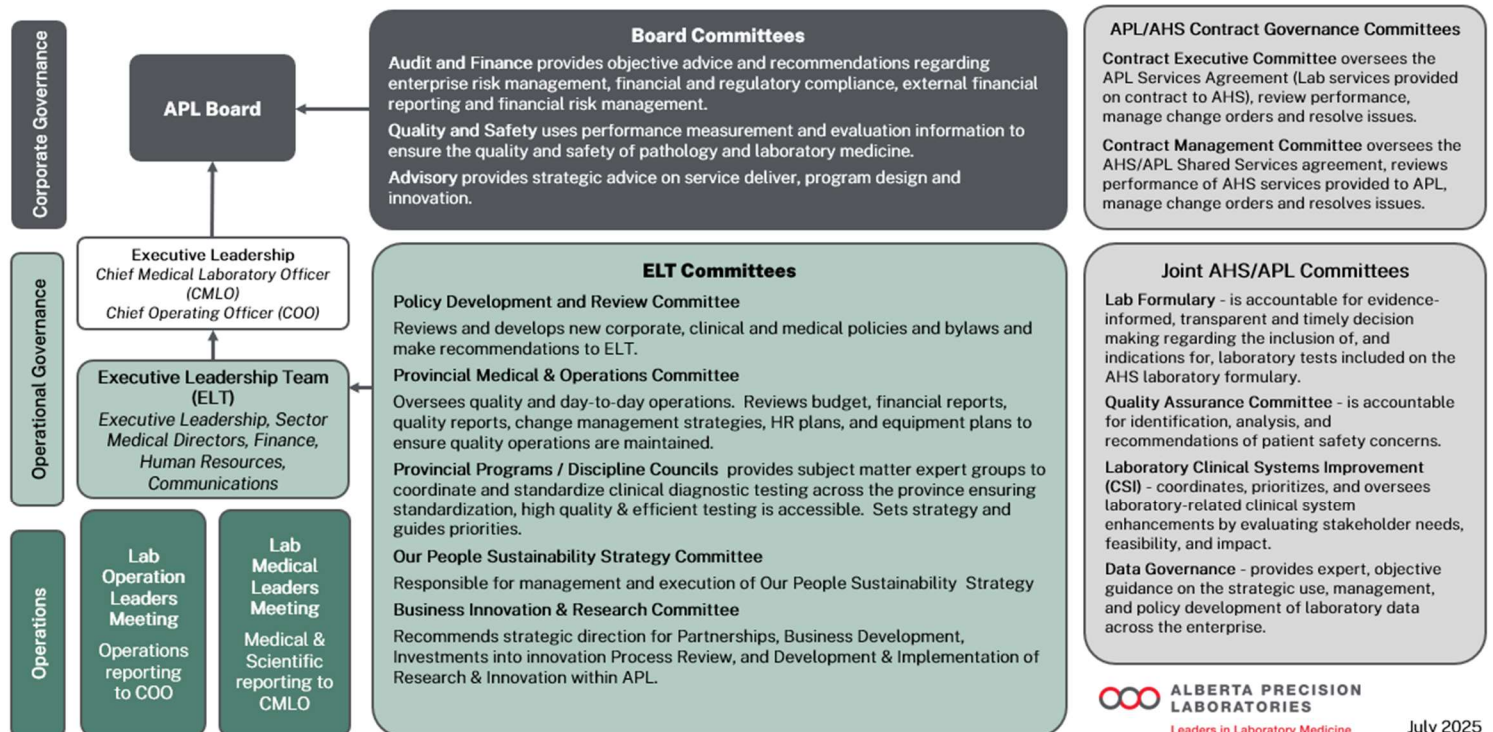 Corporate Governance
APL Board
Board Committees
Audit and Finance provides objective advice and recommendations regarding
enterprise risk management, financial and regulatory compliance, external financial
reporting and financial risk management.
Quality and Safety uses performance measurement and evaluation information to
ensure the quality and safety of pathology and laboratory medicine.
Advisory provides strategic advice on service deliver, program design and
innovation.
APL/AHS Contract Governance Committees
Contract Executive Committee oversees the
APL Services Agreement (Lab services provided
on contract to AHS), review performance,
manage change orders and resolve issues.
Contract Management Committee oversees the
AHS/APL Shared Services agreement, reviews
performance of AHS services provided to APL,
manage change orders and resolves issues.
Operational Governance
Executive Leadership
Chief Medical Laboratory Officer
(CMLO)
Chief Operating Officer (COO)
Executive Leadership Team
(ELT)
Executive Leadership, Sector
Medical Directors, Finance,
Human Resources,
Communications
ELT Committees
Policy Development and Review Committee
Reviews and develops new corporate, clinical and medical policies and bylaws and
make recommendations to ELT.
Provincial Medical & Operations Committee
Oversees quality and day-to-day operations. Reviews budget, financial reports,
quality reports, change management strategies, HR plans, and equipment plans to
ensure quality operations are maintained.
Provincial Programs / Discipline Councils provides subject matter expert groups to
coordinate and standardize clinical diagnostic testing across the province ensuring
standardization, high quality & efficient testing is accessible. Sets strategy and
guides priorities.
Our People Sustainability Strategy Committee
Responsible for management and execution of Our People Sustainability Strategy
Business Innovation & Research Committee
Recommends strategic direction for Partnerships, Business Development,
Investments into innovation Process Review, and Development & Implementation of
Research & Innovation within APL.
Joint AHS/APL Committees
Lab Formulary - is accountable for evidence-
informed, transparent and timely decision
making regarding the inclusion of, and
indications for, laboratory tests included on the
AHS laboratory formulary.
Quality Assurance Committee - is accountable
for identification, analysis, and
recommendations of patient safety concerns.
Laboratory Clinical Systems Improvement
(CSI) - coordinates, prioritizes, and oversees
laboratory-related clinical system
enhancements by evaluating stakeholder needs,
feasibility, and impact.
Data Governance - provides expert, objective
guidance on the strategic use, management,
and policy development of laboratory data
across the enterprise.
Operations
Lab
Operation
Leaders
Meeting
Operations
reporting
to COO
Lab
Medical
Leaders
Meeting
Medical &
Scientific
reporting to
CMLO
ALBERTA PRECISION
LABORATORIES
Leaders in Laboratory Medicine
July 2025